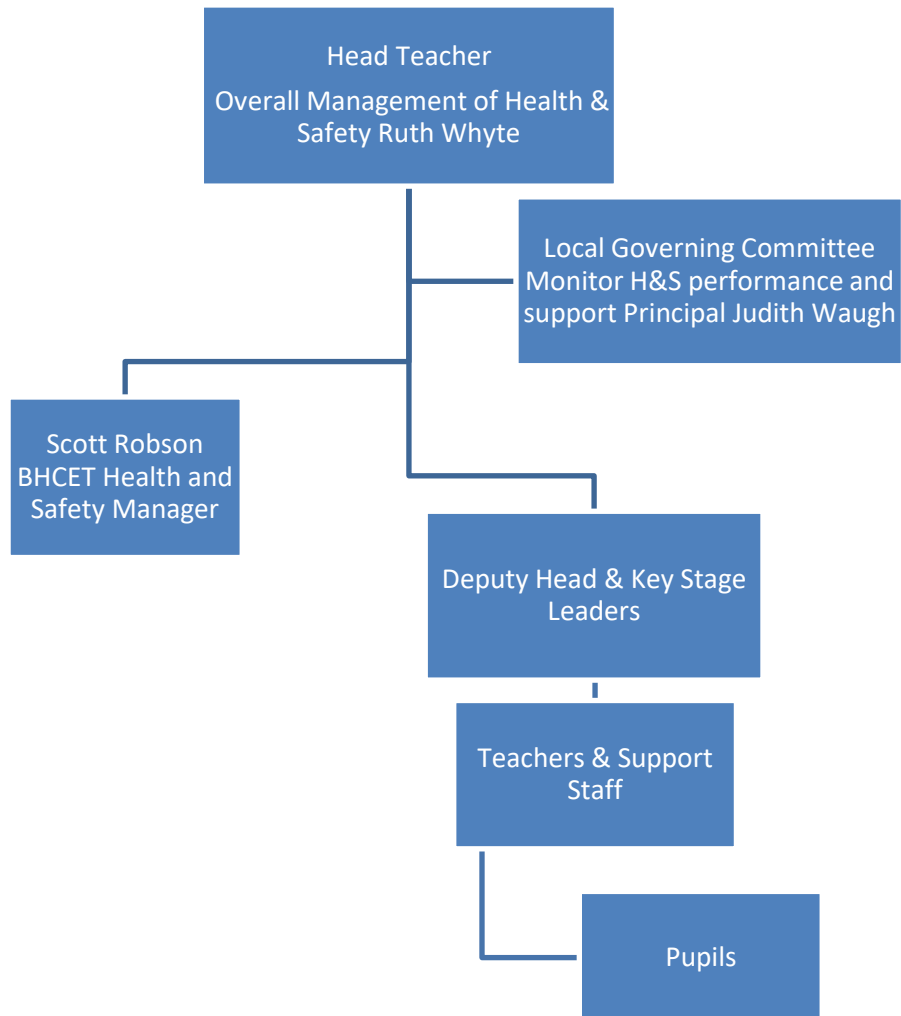 Head Teacher
Overall Management of Health &
Safety Ruth Whyte
Local Governing Committee
Monitor H&S performance and
support Principal Judith Waugh
Scott Robson
BHCET Health and
Safety Manager
Deputy Head & Key Stage
Leaders
Teachers & Support
Staff
Pupils